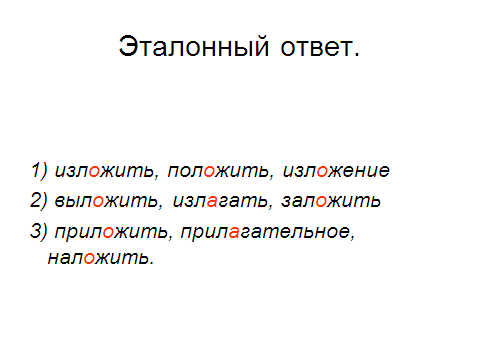 Эталонный ответ.
1) изложить, положить, изложение
2) выложить, излагать, заложить
3) приложить, прилагательное,
наложить.